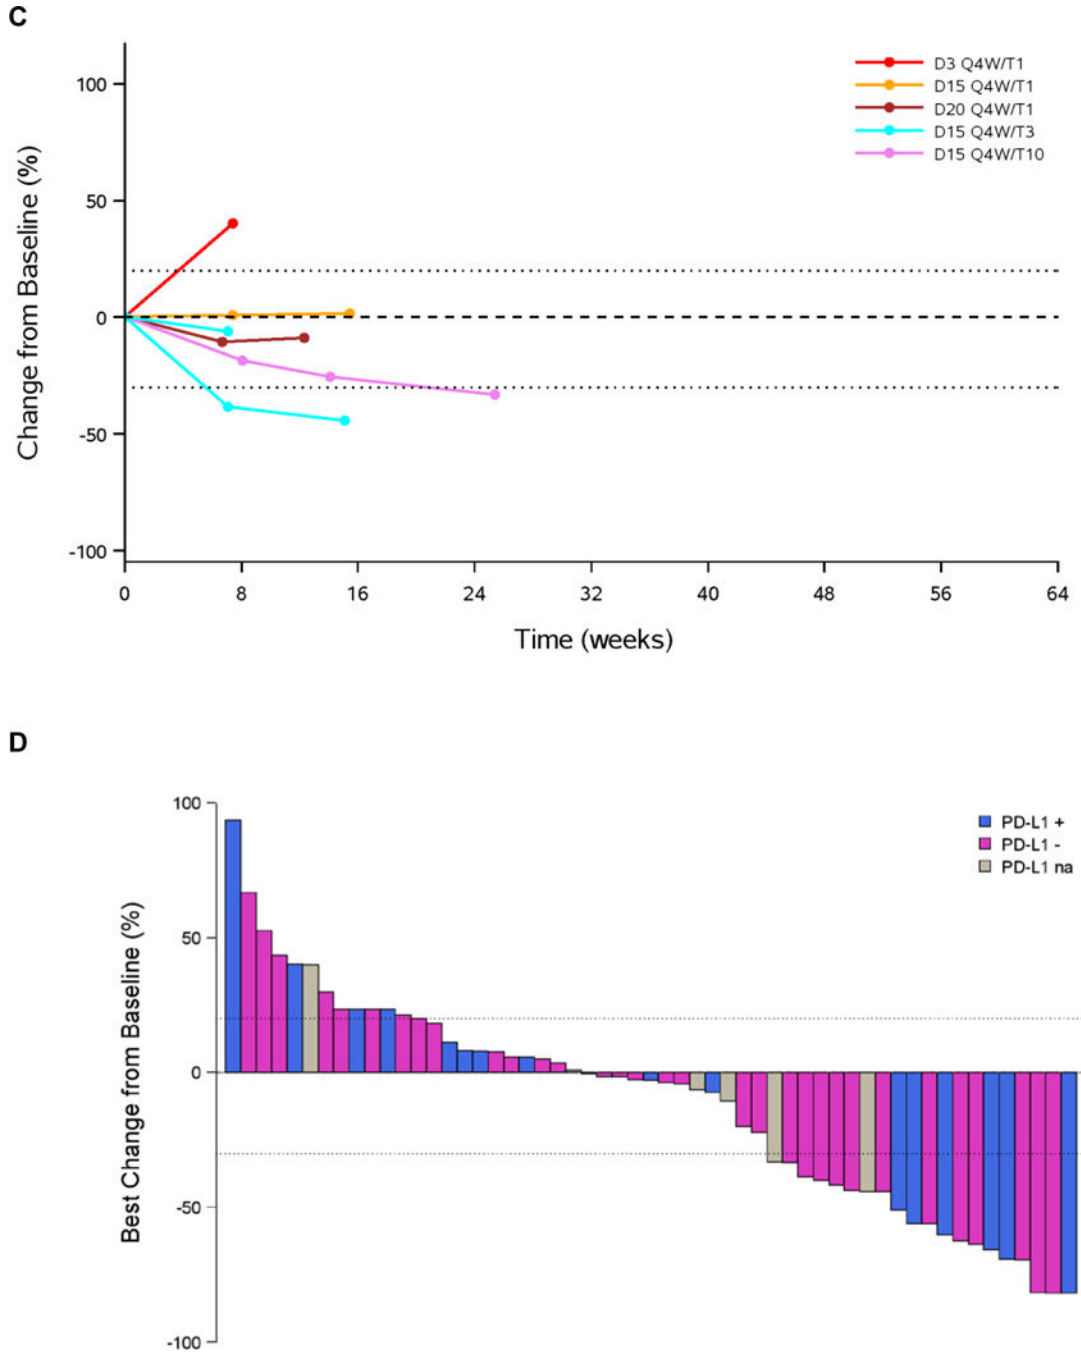 C
Change from Baseline (%)
100
50
0
-50
-100
D3 Q4W/T1
D15 Q4W/T1
D20 Q4W/T1
D15 Q4W/T3
D15 Q4W/T10
0 8 16 24 32 40 48 56 64
Time (weeks)
D
Best Change from Baseline (%)
100
50
0
-50
-100
PD-L1 +
PD-L1 -
PD-L1 na